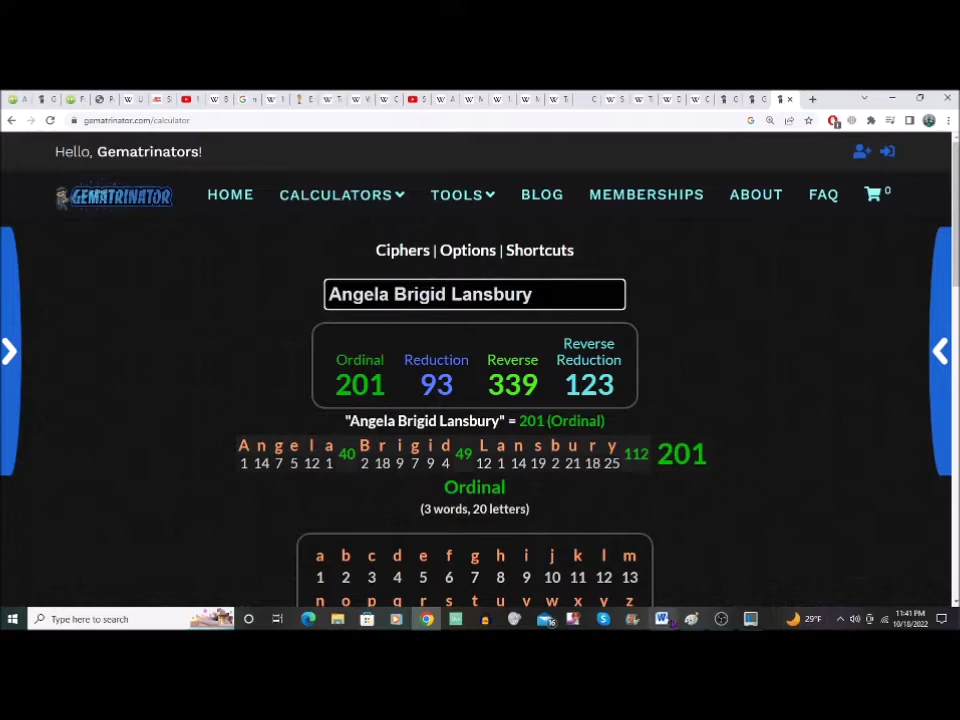 A
G
F
P
U
S
Y
B
G n
I
E
T
V
C
S
A
M
I
M
T
C
S
T
D
C
G
G
gematrinator.com/calculator
Hello, Gematrinators!
GEMATRINATOR
HOME CALCULATORS TOOLS BLOG MEMBERSHIPS ABOUT FAQ 0
Ciphers | Options | Shortcuts
Angela Brigid Lansbury
Ordinal Reduction Reverse Reverse Reduction
201 93 339 123
"Angela Brigid Lansbury" = 201 (Ordinal)
A n g e l a 40 B r i g i d 49 L a n s b u r y 112 201
1 14 7 5 12 1 2 18 9 7 9 4 12 1 14 19 2 21 18 25
Ordinal
(3 words, 20 letters)
a b c d e f g h i j k l m
1 2 3 4 5 6 7 8 9 10 11 12 13
n o p q r s t u v w x y z
Type here to search
16
29°F
11:41 PM
10/18/2022